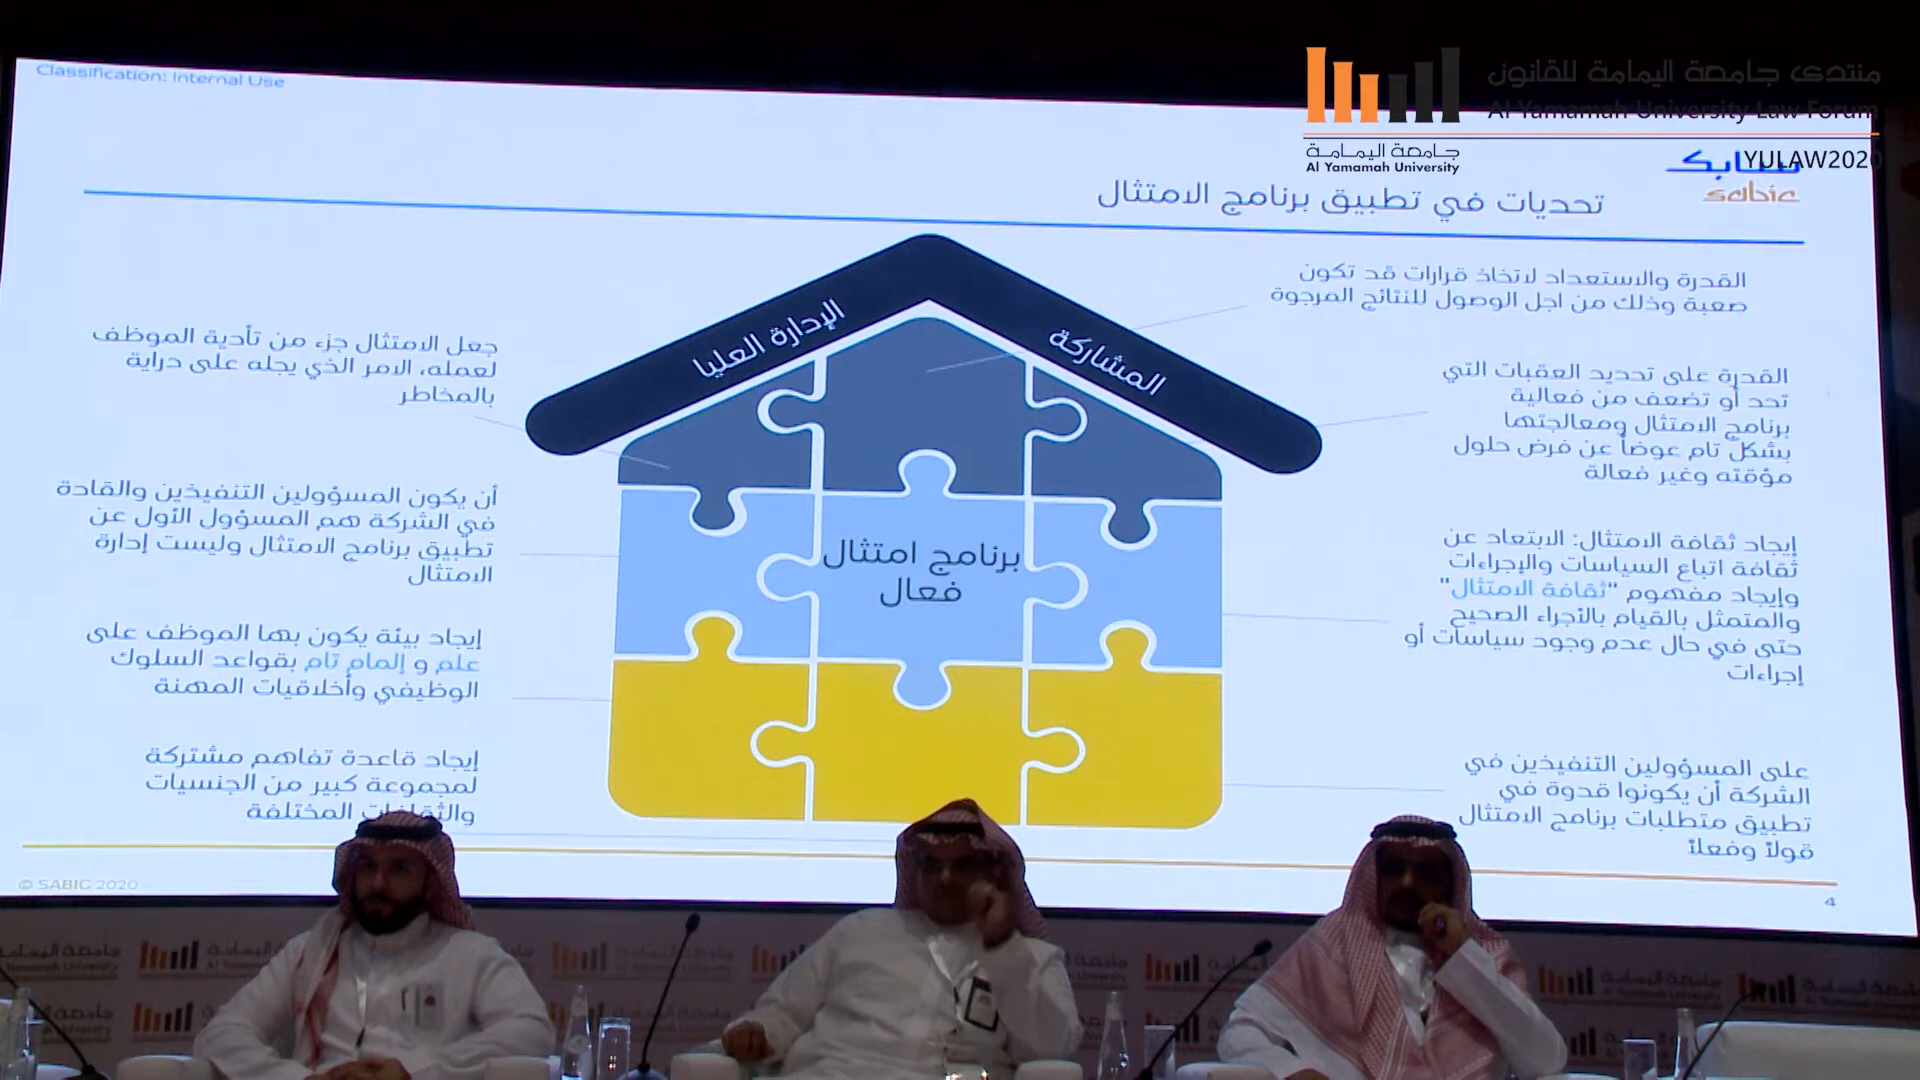 Classification: Internal Use
منتدى جامعة اليمامة للقانون
Al Yamamah University Law Forum
جامعة اليمامة
Al Yamamah University
YULAW2020
سابك
sabic
تحديات في تطبيق برنامج الامتثال
القدرة والاستعداد لاتخاذ قرارات قد تكون
صعبة وذلك من اجل الوصول للنتائج المرجوة
القدرة على تحديد العقبات التي
تحد أو تضعف من فعالية
برنامج الامتثال ومعالجتها
بشكل تام عوضاً عن فرض حلول
مؤقته وغير فعالة
إيجاد ثقافة الامتثال: الابتعاد عن
ثقافة اتباع السياسات والإجراءات
وإيجاد مفهوم "ثقافة الامتثال"
والمتمثل بالقيام بالأجراء الصحيح
حتى في حال عدم وجود سياسات أو
إجراءات
على المسؤولين التنفيذين في
الشركة أن يكونوا قدوة في
تطبيق متطلبات برنامج الامتثال
قولاً وفعلاً
المشاركة
الإدارة العليا
برنامج امتثال
فعال
جعل الامتثال جزء من تأدية الموظف
لعمله، الامر الذي يجله على دراية
بالمخاطر
أن يكون المسؤولين التنفيذين والقادة
في الشركة هم المسؤول الأول عن
تطبيق برنامج الامتثال وليست إدارة
الامتثال
إيجاد بيئة يكون بها الموظف على
علم و إلمام تام بقواعد السلوك
الوظيفي وأخلاقيات المهنة
إيجاد قاعدة تفاهم مشتركة
لمجموعة كبير من الجنسيات
والثقافات المختلفة
© SABIC 2020
4
جامعة اليمامة